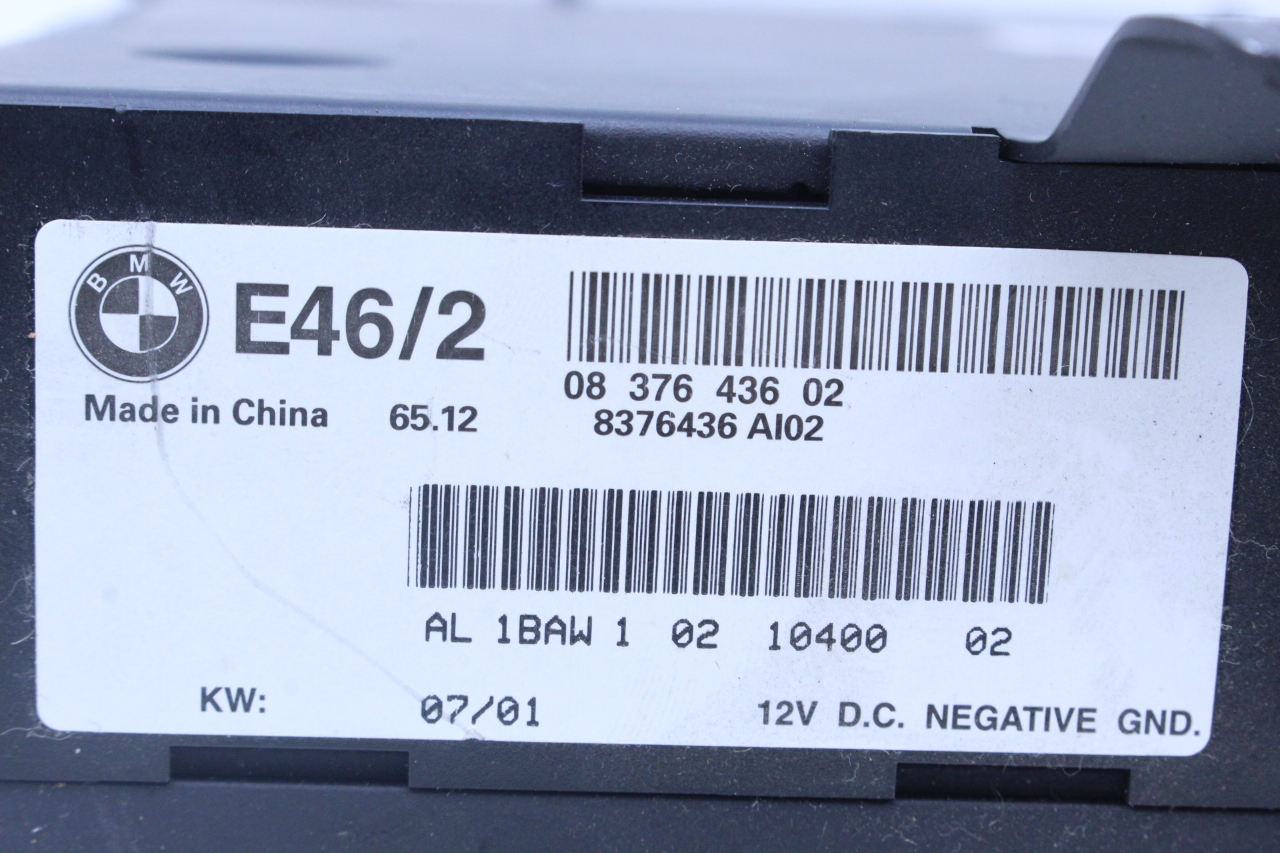 BMW E46/2
08 376 436 02
Made in China 65.12 8376436 AI02
AL 1BAW 1 02 10400 02
KW: 07/01 12V D.C. NEGATIVE GND.